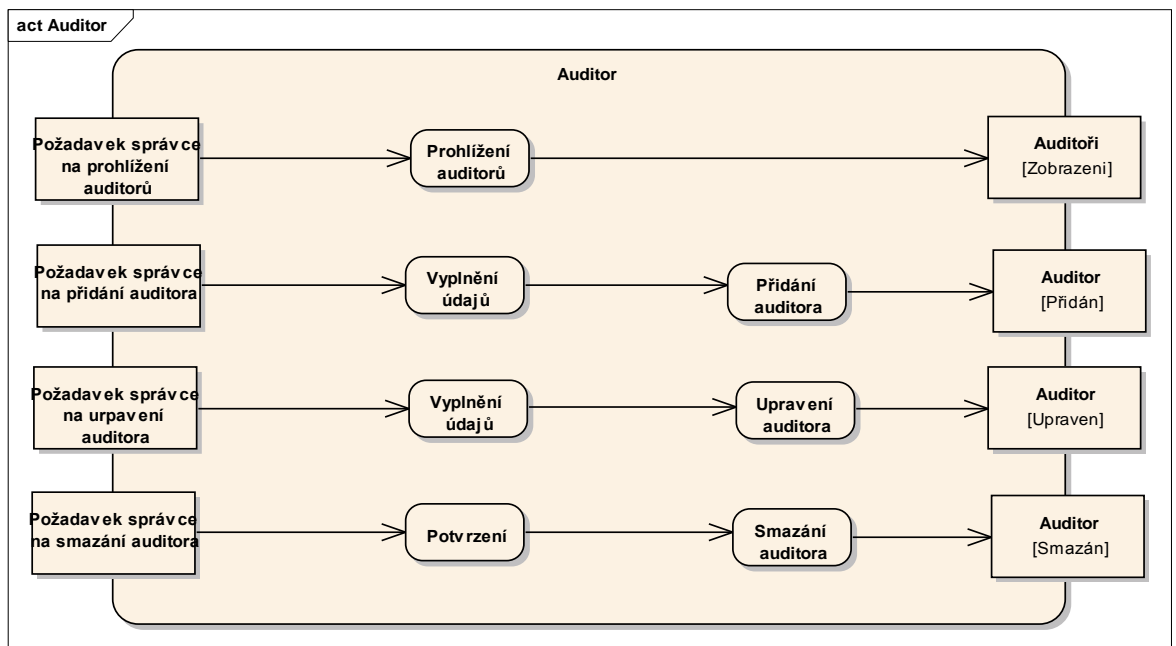 act Auditor
Auditor
Požadavek správce
na prohlížení
auditorů
Prohlížení
auditorů
Auditoři
[Zobrazeni]
Požadavek správce
na přidání auditora
Vyplnění
údajů
Přidání
auditora
Auditor
[Přidán]
Požadavek správce
na urpavení
auditora
Vyplnění
údajů
Upravení
auditora
Auditor
[Upraven]
Požadavek správce
na smazání auditora
Potvrzení
Smazání
auditora
Auditor
[Smazán]